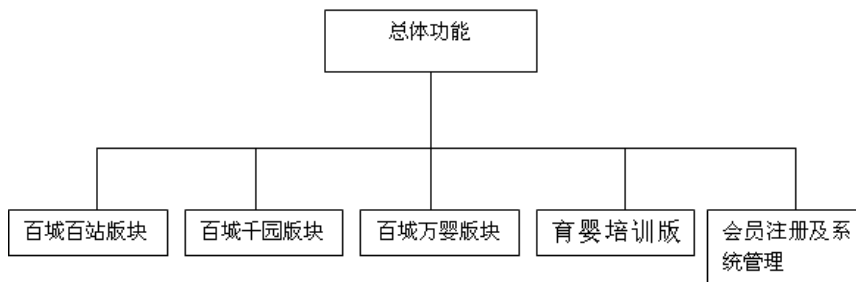 总体功能
百城百站版块
百城千园版块
百城万婴版块
育婴培训版
会员注册及系
统管理